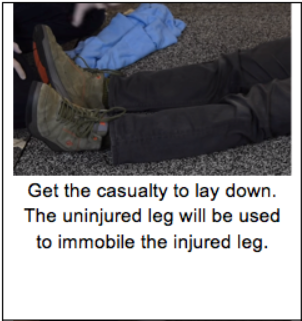 Get the casualty to lay down.
The uninjured leg will be used
to immobile the injured leg.